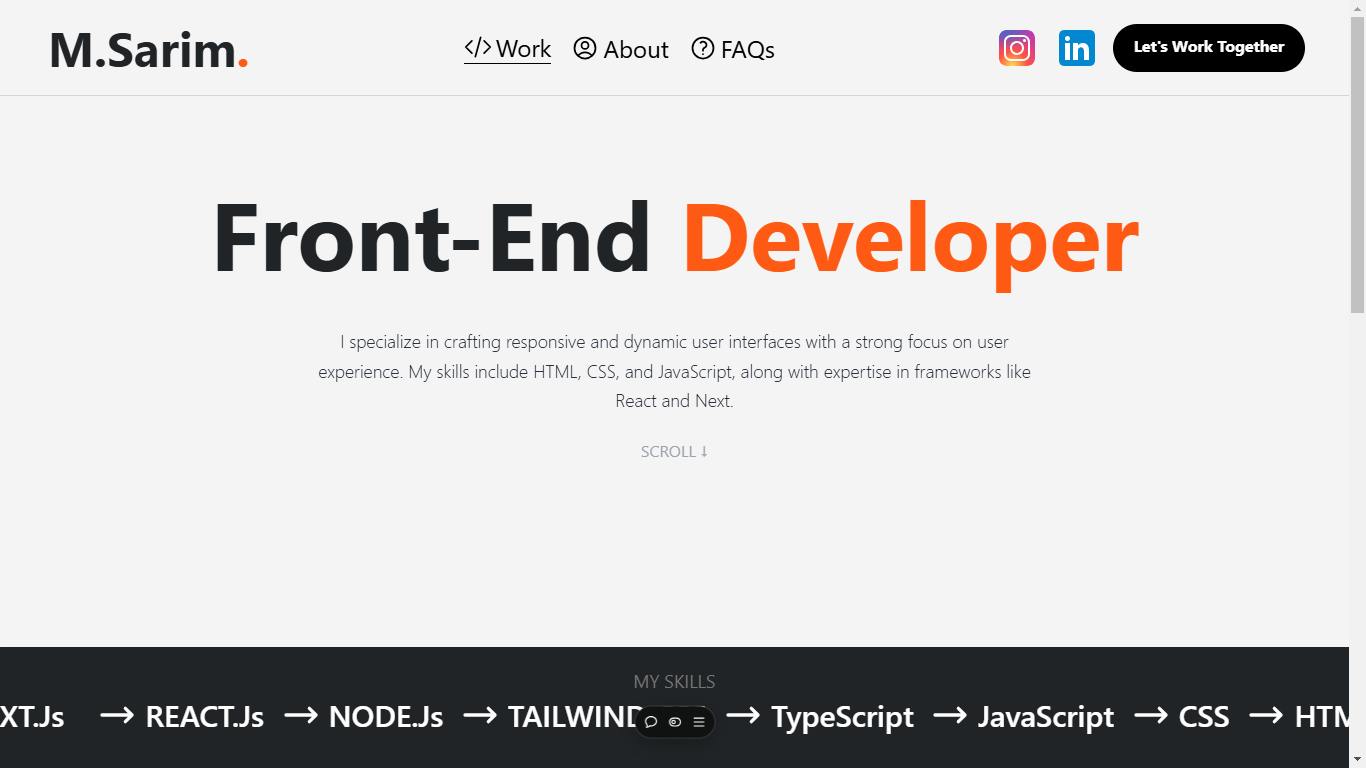 M.Sarim.
</> Work
About
FAQs
in
Let's Work Together
Front-End Developer
I specialize in crafting responsive and dynamic user interfaces with a strong focus on user
experience. My skills include HTML, CSS, and JavaScript, along with expertise in frameworks like
React and Next.
SCROLL ↓
MY SKILLS
XT.Js → REACT.Js → NODE.Js → TAILWIND → TypeScript → JavaScript → CSS → HTM